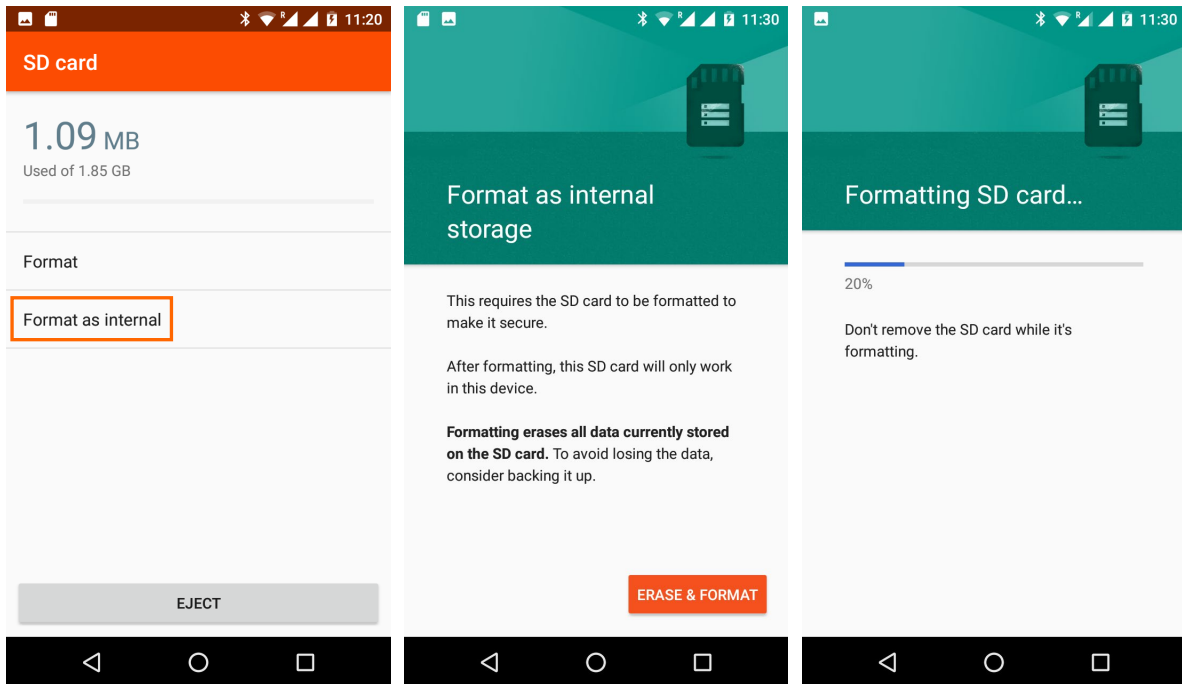 11:20
SD card
1.09 MB
Used of 1.85 GB
Format
Format as internal
EJECT
R
11:30
Format as internal
storage
This requires the SD card to be formatted to
make it secure.
After formatting, this SD card will only work
in this device.
Formatting erases all data currently stored
on the SD card. To avoid losing the data,
consider backing it up.
ERASE & FORMAT
R
11:30
Formatting SD card...
20%
Don't remove the SD card while it's
formatting.